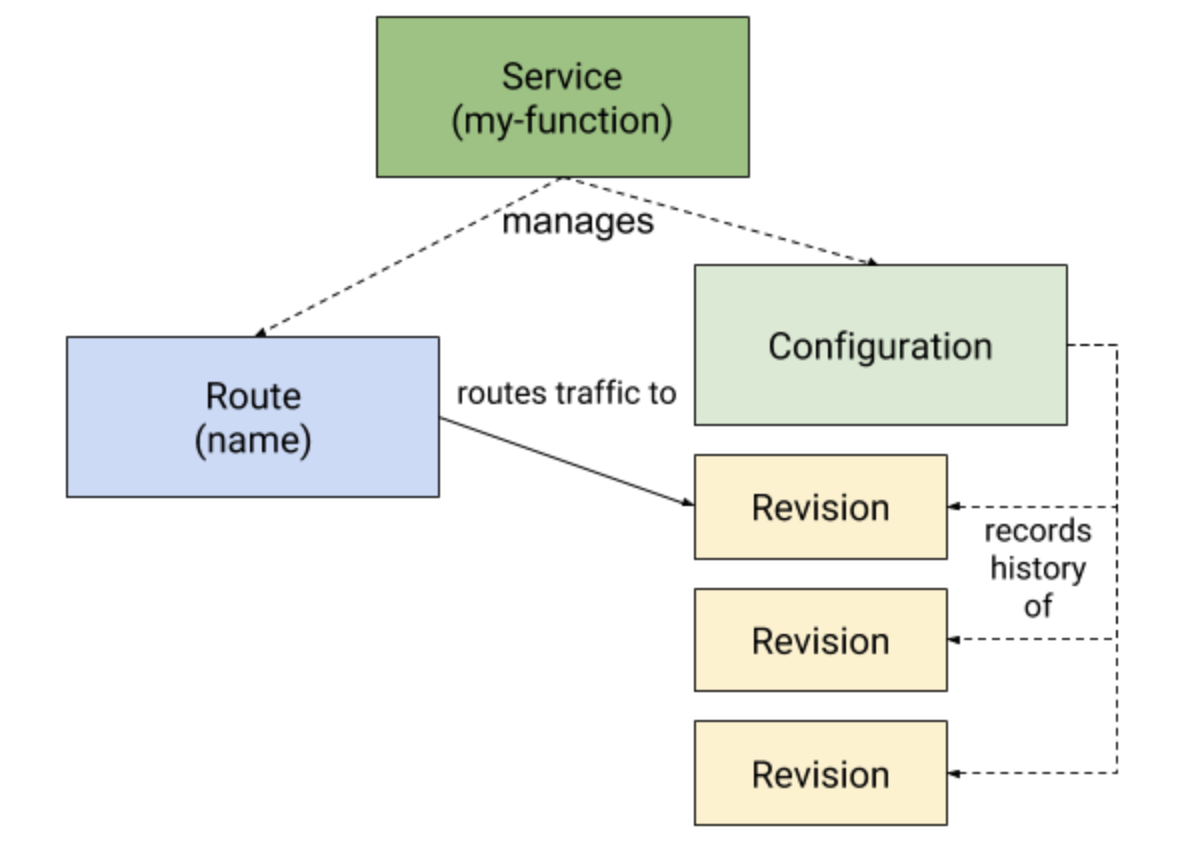 Service
(my-function)
manages
Configuration
Route
(name)
routes traffic to
Revision
records
history
of
Revision
Revision